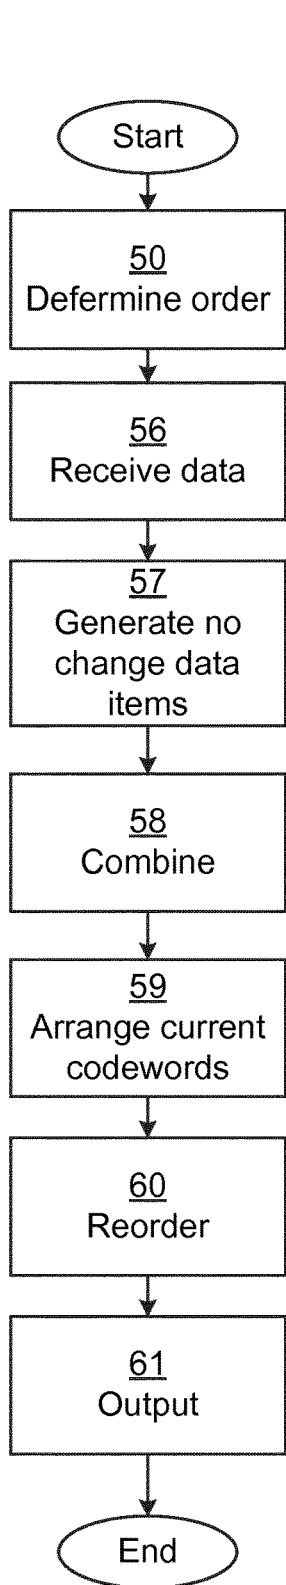 Start
50
Defermine order
56
Receive data
57
Generate no
change data
items
58
Combine
59
Arrange current
codewords
60
Reorder
61
Output
End